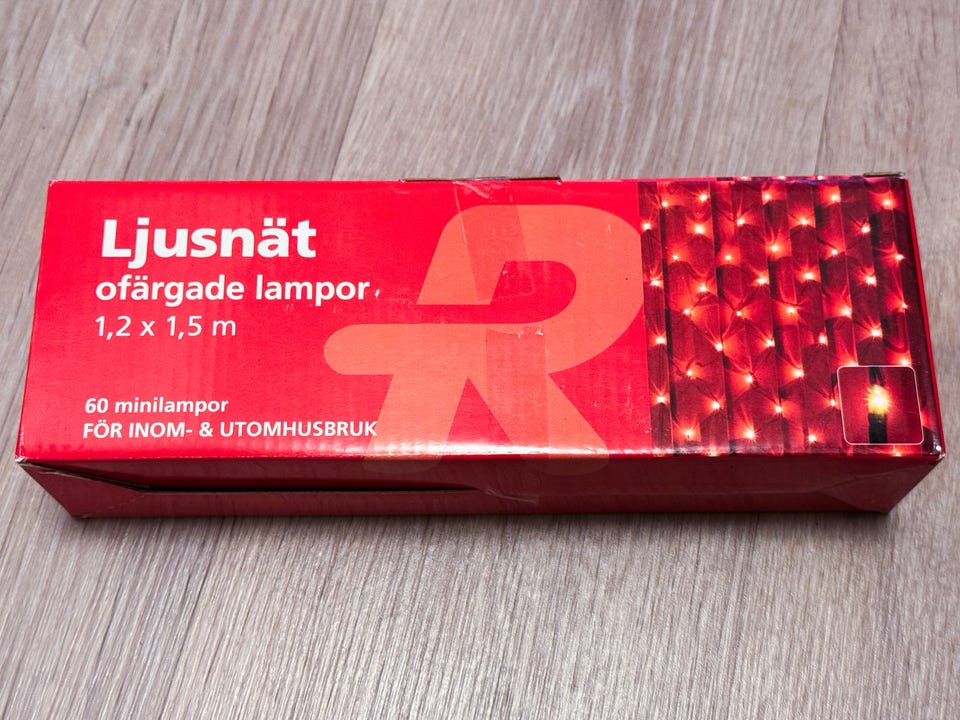 Ljusnät
ofärgade lampor
1,2 x 1,5 m
60 minilampor
FÖR INOM- & UTOMHUSBRUK
R